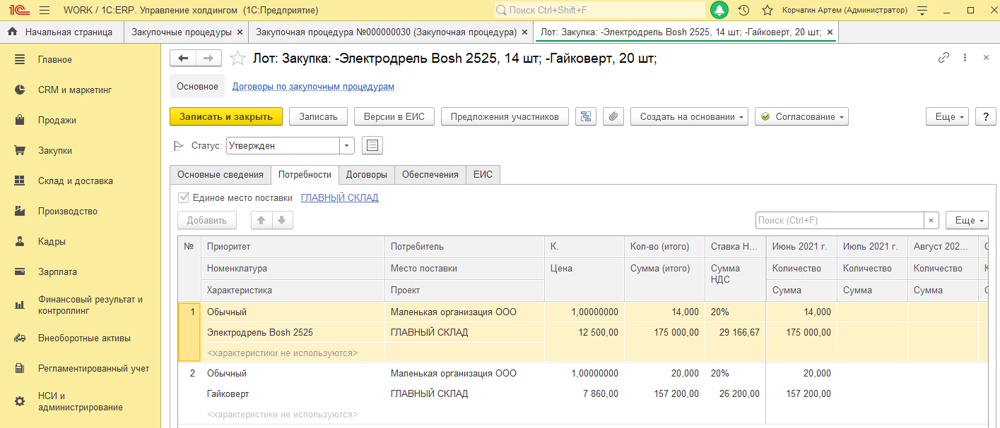 1С WORK / 1С:ERP. Управление холдингом (1С:Предприятие) Поиск Ctrl+Shift+F Корчагин Артем (Администратор)
Начальная страница Закупочные процедуры × Закупочная процедура №000000030 (Закупочная процедура) × Лот: Закупка: -Электродрель Bosh 2525, 14 шт; -Гайковерт, 20 шт; ×
Главное
CRM и маркетинг
Продажи
Закупки
Склад и доставка
Производство
Кадры
Зарплата
Финансовый результат и
контроллинг
Внеоборотные активы
Регламентированный учет
НСИ и
администрирование
Лот: Закупка: -Электродрель Bosh 2525, 14 шт; -Гайковерт, 20 шт;
Основное Договоры по закупочным процедурам
Записать и закрыть Записать Версии в ЕИС Предложения участников Создать на основании Согласование Еще ?
Статус: Утвержден
Основные сведения Потребности Договоры Обеспечения ЕИС
Единое место поставки ГЛАВНЫЙ СКЛАД
Добавить Поиск (Ctrl+F) × Еще
№ Приоритет Потребитель К. Кол-во (итого) Ставка Н... Июнь 2021 г. Июль 2021 г. Август 202...
Номенклатура Место поставки Цена Сумма (итого) Сумма НДС Количество Количество Количество
Характеристика Проект Сумма Сумма Сумма
1 Обычный Маленькая организация ООО 1,00000000 14,000 20% 14,000
Электродрель Bosh 2525 ГЛАВНЫЙ СКЛАД 12 500,00 175 000,00 29 166,67 175 000,00
<характеристики не используются>
2 Обычный Маленькая организация ООО 1,00000000 20,000 20% 20,000
Гайковерт ГЛАВНЫЙ СКЛАД 7 860,00 157 200,00 26 200,00 157 200,00
<характеристики не используются>